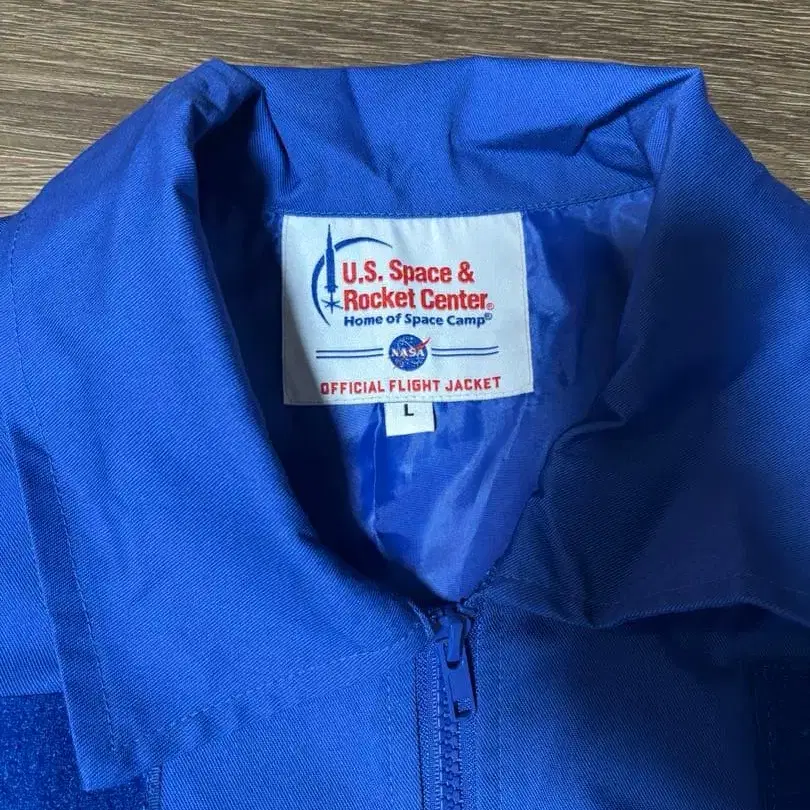 U.S. Space &
Rocket Center®
Home of Space Camp®
NASA
OFFICIAL FLIGHT JACKET
L